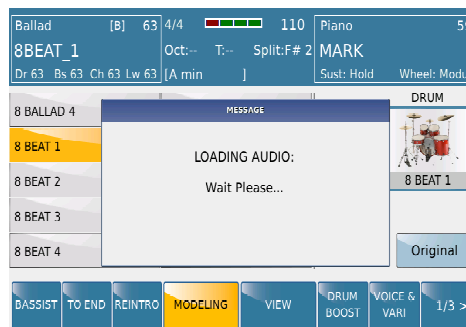 Ballad [B] 63 4/4 110 Piano
8BEAT_1 Oct:-- T:-- Split:F# 2 MARK
Dr 63 Bs 63 Ch 63 Lw 63 [A min ] Sust: Hold Wheel:
DRUM
8 BALLAD 4
8 BEAT 1
8 BEAT 2
8 BEAT 3
8 BEAT 4
MESSAGE
LOADING AUDIO:
Wait Please...
8 BEAT 1
Original
BASSIST TO END REINTRO MODELING VIEW DRUM BOOST VOICE & VARI 1/3 >